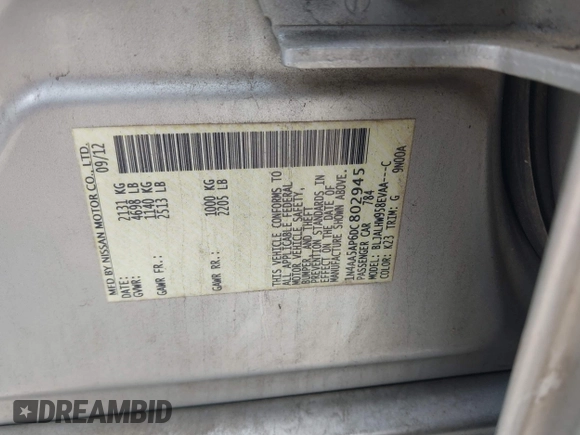 MFD BY NISSAN MOTOR CO., LTD.
DATE: 09/12
GVWR: 2131 KG
4698 LB
GAWR FR: 1140 KG
2513 LB
GAWR RR: 1000 KG
2205 LB
THIS VEHICLE CONFORMS TO
ALL APPLICABLE FEDERAL
MOTOR VEHICLE SAFETY,
BUMPER, AND THEFT
PREVENTION STANDARDS IN
EFFECT ON THE DATE OF
MANUFACTURE SHOWN ABOVE.
1N4AA5AP6DC802945
PASSENGER CAR 784
MODEL: BL3ALHW958EVAA---C
COLOR: K23 TRIM: G 9N00A
DREAMBID